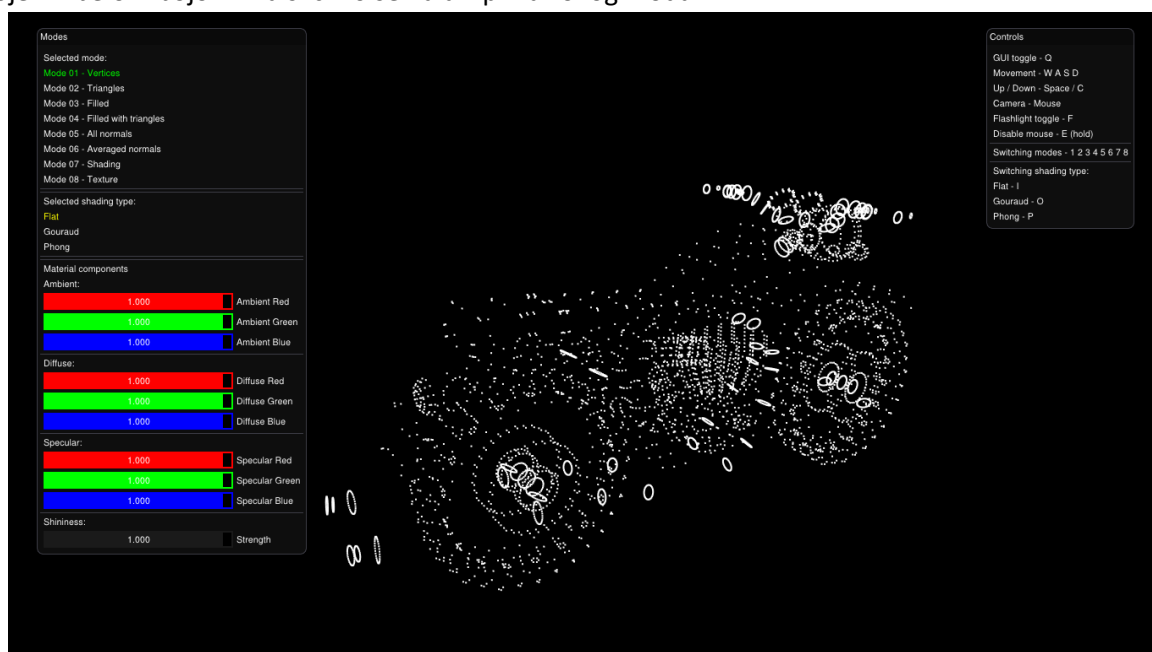 Modes
Selected mode:
Mode 01 - Vertices
Mode 02 - Triangles
Mode 03 - Filled
Mode 04 - Filled with triangles
Mode 05 - All normals
Mode 06 - Averaged normals
Mode 07 - Shading
Mode 08 - Texture
Selected shading type:
Flat
Gouraud
Phong
Material components
Ambient:
1.000 Ambient Red
1.000 Ambient Green
1.000 Ambient Blue
Diffuse:
1.000 Diffuse Red
1.000 Diffuse Green
1.000 Diffuse Blue
Specular:
1.000 Specular Red
1.000 Specular Green
1.000 Specular Blue
Shininess:
1.000 Strength
Controls
GUI toggle - Q
Movement - W A S D
Up / Down - Space / C
Camera - Mouse
Flashlight toggle - F
Disable mouse - E (hold)
Switching modes - 1 2 3 4 5 6 7 8
Switching shading type:
Flat - I
Gouraud - O
Phong - P